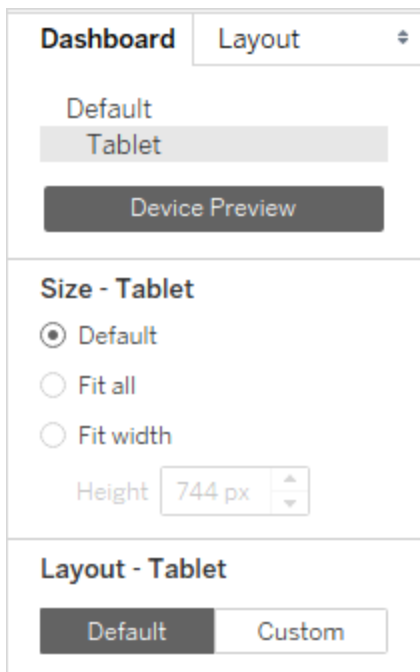 Dashboard Layout
Default
Tablet
Device Preview
Size - Tablet
Default
Fit all
Fit width
Height 744 px
Layout - Tablet
Default Custom